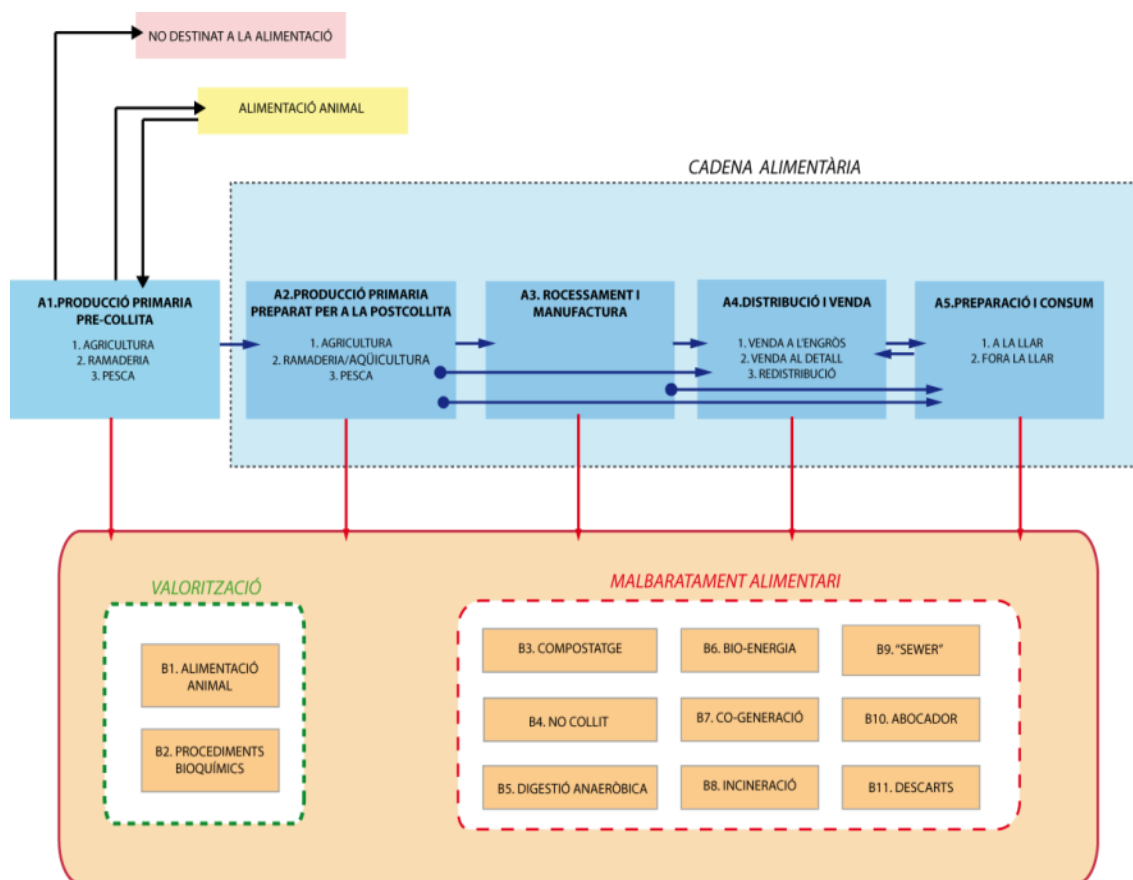 NO DESTINAT A LA ALIMENTACIÓ
ALIMENTACIÓ ANIMAL
CADENA ALIMENTÀRIA
A1.PRODUCCIÓ PRIMARIA
PRE-COLLITA
1. AGRICULTURA
2. RAMADERIA
3. PESCA
A2.PRODUCCIÓ PRIMARIA
PREPARAT PER A LA POSTCOLLITA
1. AGRICULTURA
2. RAMADERIA/AQÜICULTURA
3. PESCA
A3. ROCESSAMENT I
MANUFACTURA
A4.DISTRIBUCIÓ I VENDA
1. VENDA A L'ENGRÒS
2. VENDA AL DETALL
3. REDISTRIBUCIÓ
A5.PREPARACIÓ I CONSUM
1. A LA LLAR
2. FORA LA LLAR
VALORITZACIÓ
B1. ALIMENTACIÓ
ANIMAL
B2. PROCEDIMENTS
BIOQUÍMICS
MALBARATAMENT ALIMENTARI
B3. COMPOSTATGE
B6. BIO-ENERGIA
B9. "SEWER"
B4. NO COLLIT
B7. CO-GENERACIÓ
B10. ABOCADOR
B5. DIGESTIÓ ANAERÒBICA
B8. INCINERACIÓ
B11. DESCARTS